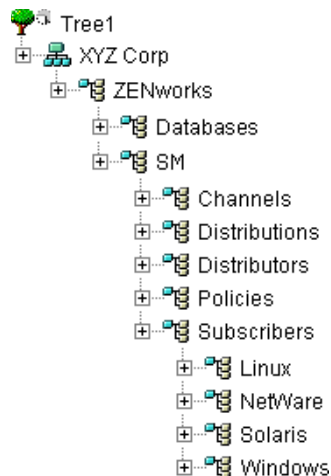 Tree1
XYZ Corp
ZENworks
Databases
SM
Channels
Distributions
Distributors
Policies
Subscribers
Linux
NetWare
Solaris
Windows